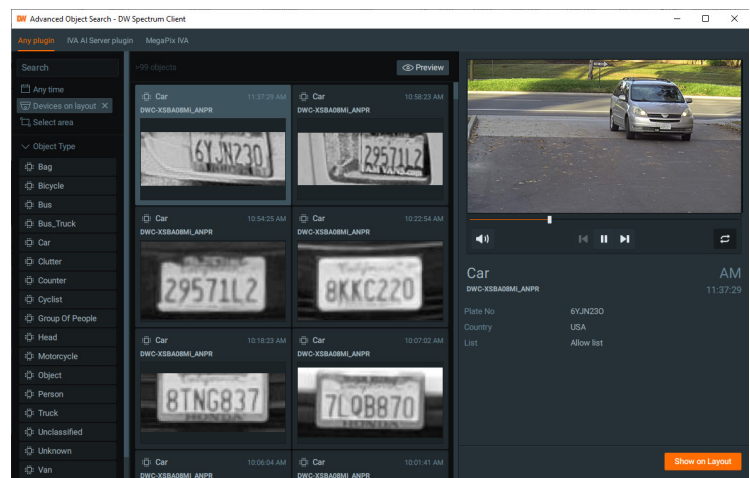 DW Advanced Object Search - DW Spectrum Client
Any plugin IVA AI Server plugin MegaPix IVA
Search
Any time
Devices on layout
Select area
Object Type
Bag
Bicycle
Bus
Bus_Truck
Car
Clutter
Counter
Cyclist
Group Of People
Head
Motorcycle
Object
Person
Truck
Unclassified
Unknown
Van
>99 objects
Preview
Car 11:37:29 AM
DWC-XSBA08Mi_ANPR
6YJN230
Car 10:58:23 AM
DWC-XSBA08Mi_ANPR
29571L2
Car 10:54:25 AM
DWC-XSBA08Mi_ANPR
29571L2
Car 10:22:54 AM
DWC-XSBA08Mi_ANPR
California
8KKC220
Car 10:18:23 AM
DWC-XSBA08Mi_ANPR
California
8TNG837
HONDA
Car 10:07:02 AM
DWC-XSBA08Mi_ANPR
7LQB870
HONDA
Car 10:06:04 AM
DWC-XSBA08Mi_ANPR
Car 10:01:41 AM
DWC-XSBA08Mi_ANPR
Car AM
DWC-XSBA08Mi_ANPR 11:37:29
Plate No 6YJN230
Country USA
List Allow list
Show on Layout